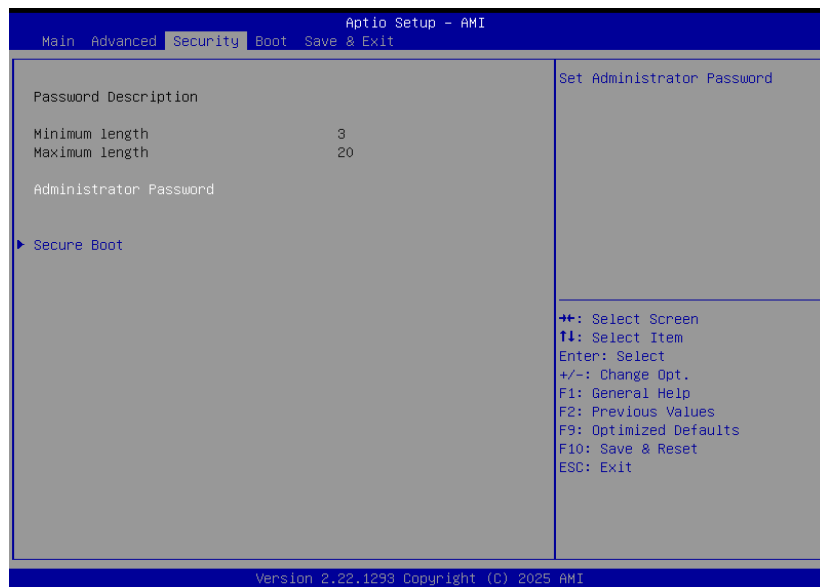 Aptio Setup – AMI
Main Advanced Security Boot Save & Exit
Password Description
Minimum length 3
Maximum length 20
Administrator Password
Secure Boot
Set Administrator Password
→←: Select Screen
↑↓: Select Item
Enter: Select
+/-: Change Opt.
F1: General Help
F2: Previous Values
F9: Optimized Defaults
F10: Save & Reset
ESC: Exit
Version 2.22.1293 Copyright (C) 2025 AMI